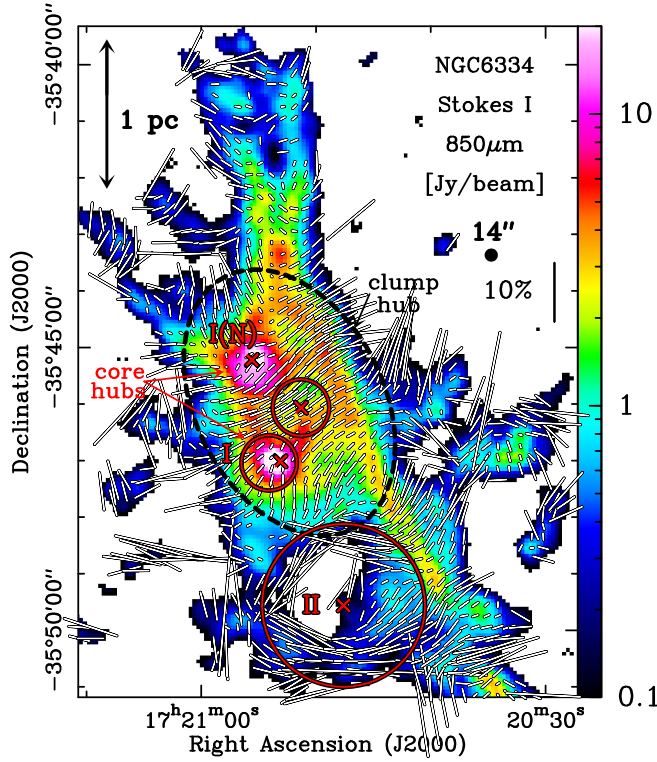 −35°40′00″
NGC6334
Stokes I
1 pc
850μm
[Jy/beam]
14″
10%
10
clump
hub
−35°45′00″
I(N)
core
hubs
1
I
Declination (J2000)
II
−35°50′00″
0.1
17ʰ21ᵐ00ˢ
20ᵐ30ˢ
Right Ascension (J2000)